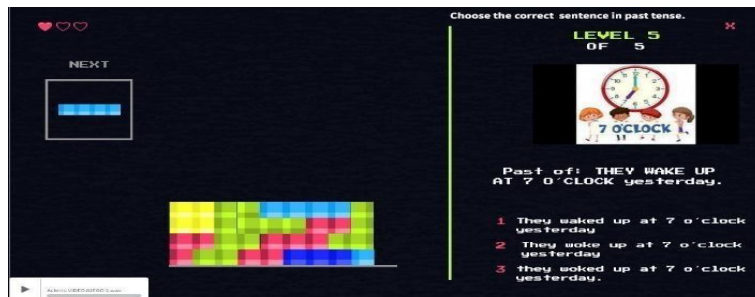 Choose the correct sentence in past tense.
LEVEL 5
OF 5
NEXT
7 O'CLOCK
Past of: THEY WAKE UP
AT 7 O'CLOCK yesterday.
1 They waked up at 7 o'clock
yesterday
2 They woke up at 7 o'clock
yesterday
3 they woked up at 7 o'clock
yesterday.